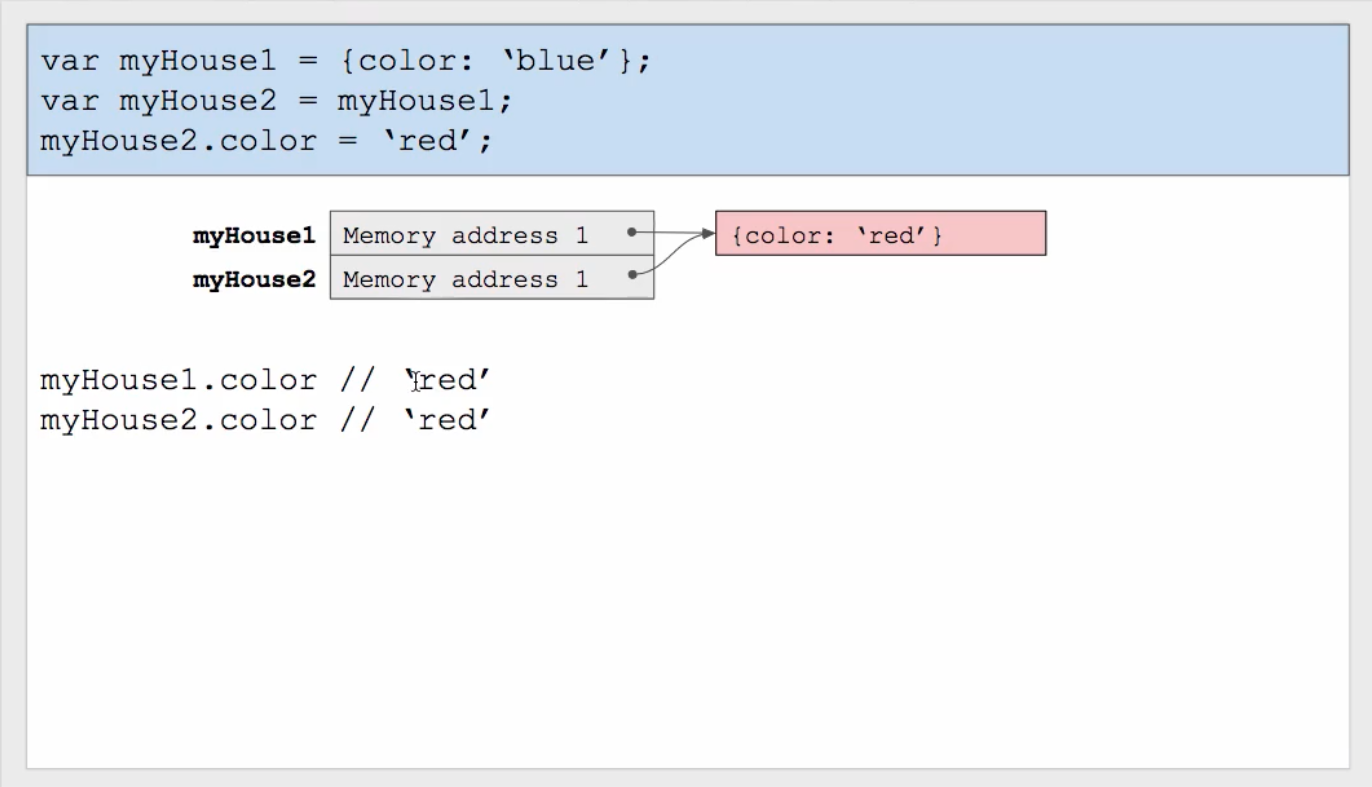 var myHouse1 = {color: ‘blue’};
var myHouse2 = myHouse1;
myHouse2.color = ‘red’;
myHouse1 Memory address 1 {color: ‘red’}
myHouse2 Memory address 1
myHouse1.color // ‘red’
myHouse2.color // ‘red’